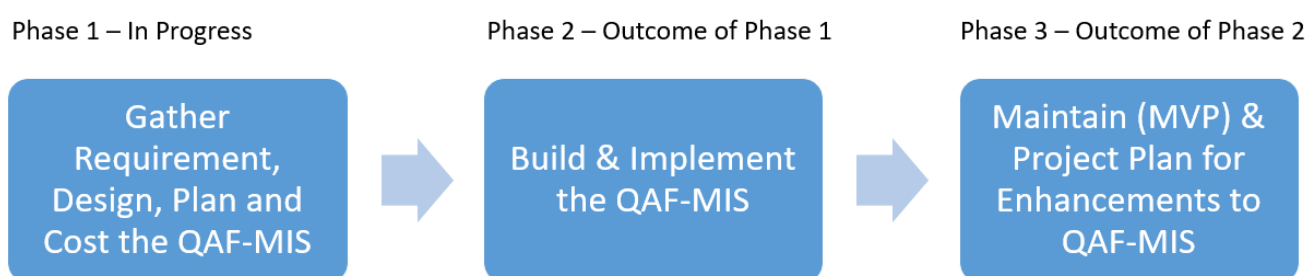 Phase 1 – In Progress
Phase 2 – Outcome of Phase 1
Phase 3 – Outcome of Phase 2
Gather
Requirement,
Design, Plan and
Cost the QAF-MIS
Build & Implement
the QAF-MIS
Maintain (MVP) &
Project Plan for
Enhancements to
QAF-MIS